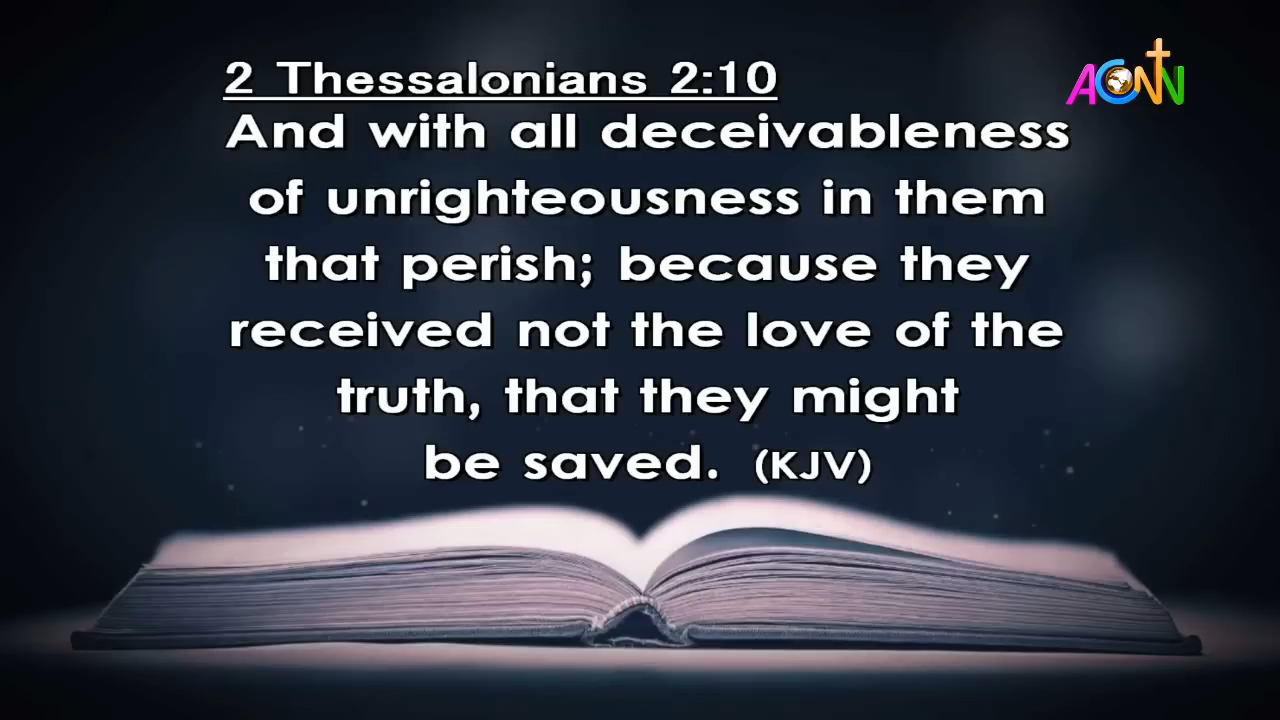 2 Thessalonians 2:10
ACNN
And with all deceivableness
of unrighteousness in them
that perish; because they
received not the love of the
truth, that they might
be saved. (KJV)